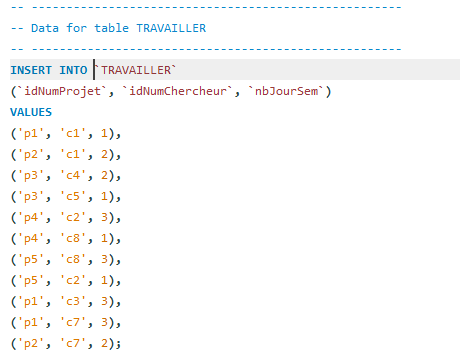 -- -----------------------------------------------------
-- Data for table TRAVAILLER
-- -----------------------------------------------------
INSERT INTO `TRAVAILLER`
(`idNumProjet`, `idNumChercheur`, `nbJourSem`)
VALUES
('p1', 'c1', 1),
('p2', 'c1', 2),
('p3', 'c4', 2),
('p3', 'c5', 1),
('p4', 'c2', 3),
('p4', 'c8', 1),
('p5', 'c8', 3),
('p5', 'c2', 1),
('p1', 'c3', 3),
('p1', 'c7', 3),
('p2', 'c7', 2);